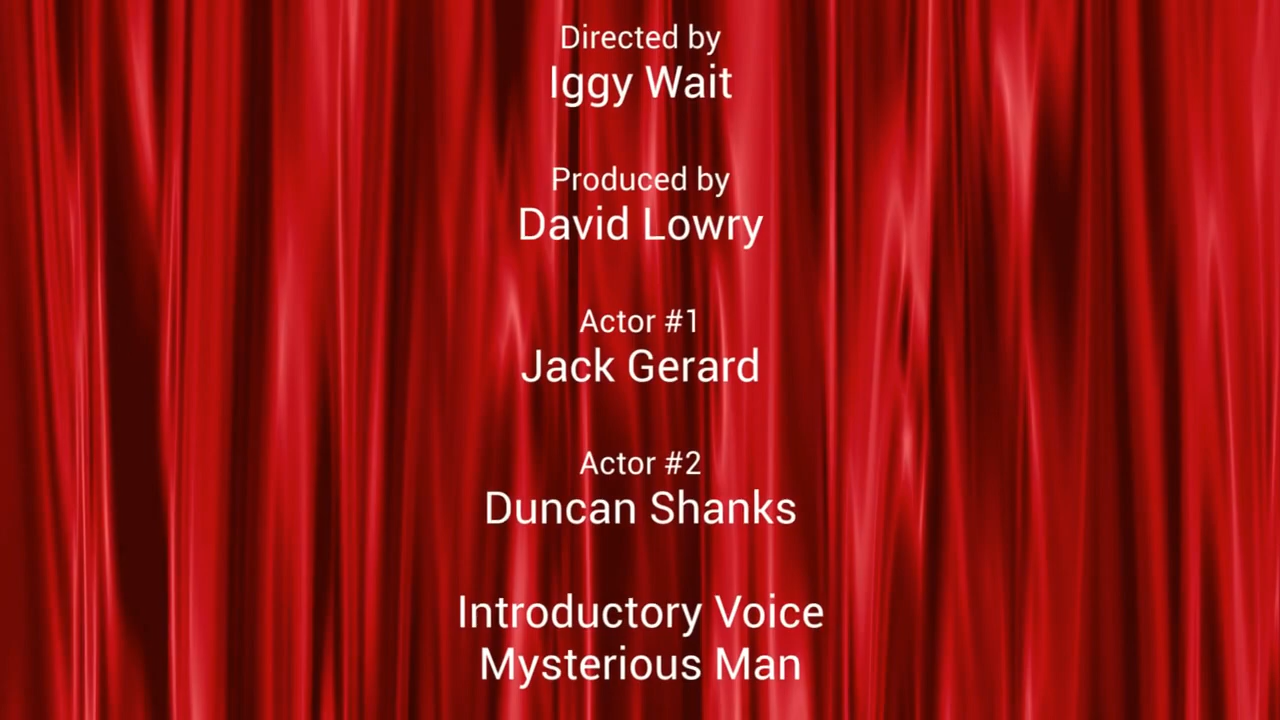 Directed by
Iggy Wait
Produced by
David Lowry
Actor #1
Jack Gerard
Actor #2
Duncan Shanks
Introductory Voice
Mysterious Man